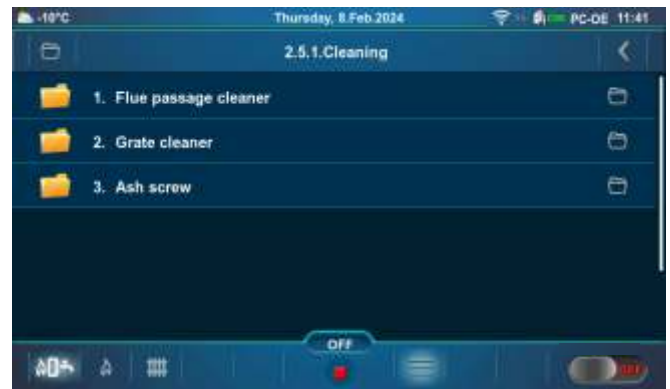 -10°C Thursday, 8.Feb.2024 PC-OE 11:41
2.5.1.Cleaning
1. Flue passage cleaner
2. Grate cleaner
3. Ash screw
OFF
OFF